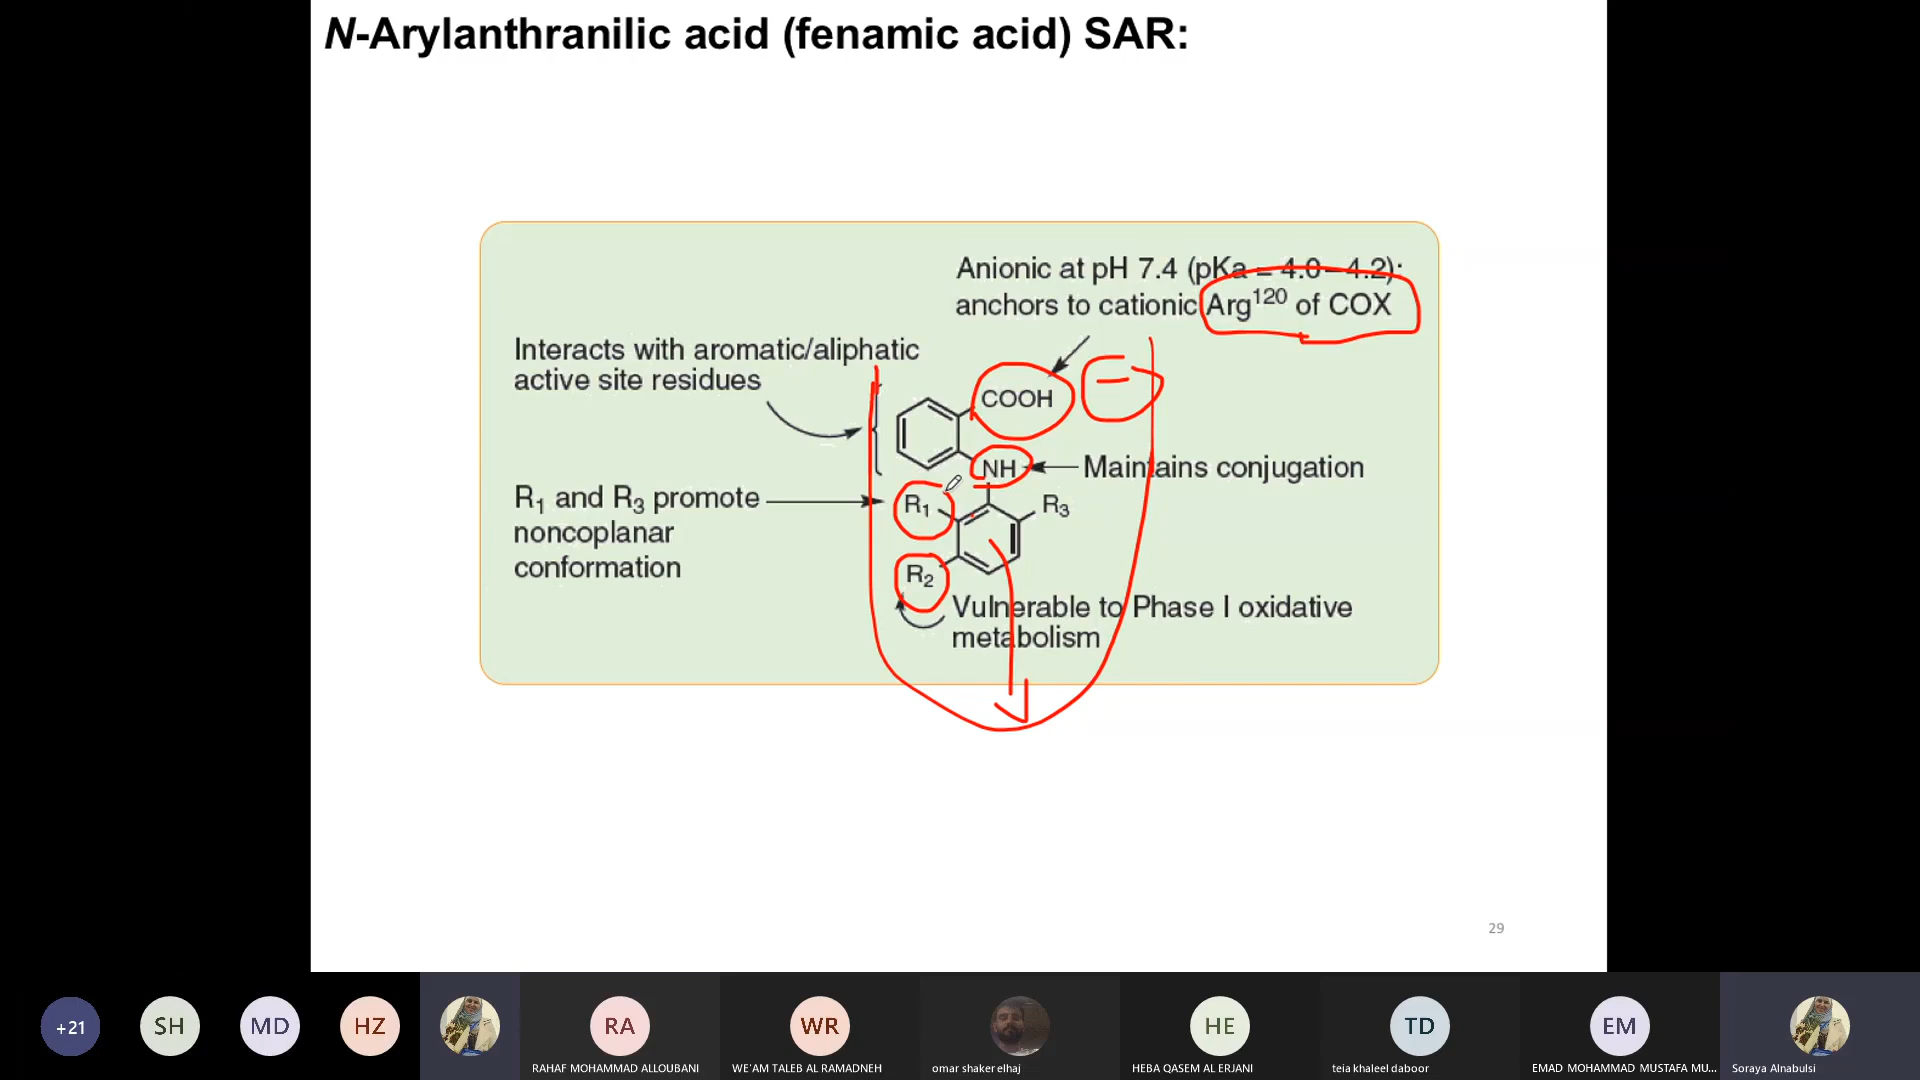 N-Arylanthranilic acid (fenamic acid) SAR:
Anionic at pH 7.4 (pKa = 4.0–4.2);
anchors to cationic Arg120 of COX
Interacts with aromatic/aliphatic
active site residues
COOH
NH
Maintains conjugation
R1 and R3 promote
noncoplanar
conformation
R1
R3
R2
Vulnerable to Phase I oxidative
metabolism
29
+21
SH
MD
HZ
RA
WR
HE
TD
EM
RAHAF MOHAMMAD ALLOUBANI
WE'AM TALEB AL RAMADNEH
omar shaker elhaj
HEBA QASEM AL ERJANI
teia khaleel daboor
EMAD MOHAMMAD MUSTAFA MU...
Soraya Alnabulsi